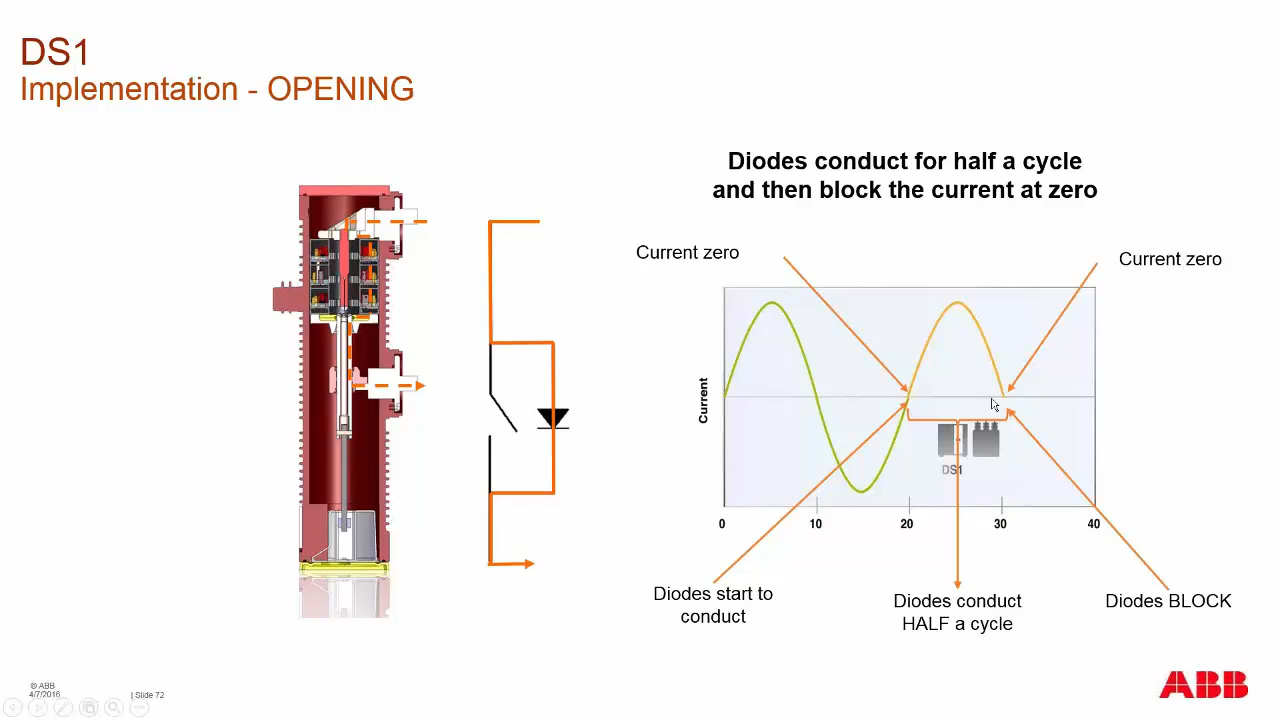 DS1
Implementation - OPENING
Diodes conduct for half a cycle
and then block the current at zero
Current zero
Current zero
Current
DS1
0
10
20
30
40
Diodes start to
conduct
Diodes conduct
HALF a cycle
Diodes BLOCK
© ABB
4/7/2016
| Slide 72
ABB